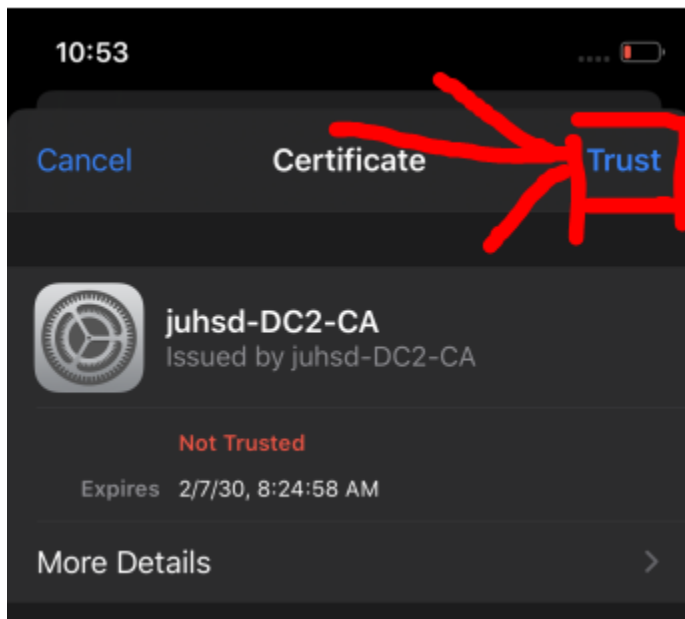 10:53
Cancel Certificate Trust
juhsd-DC2-CA
Issued by juhsd-DC2-CA
Not Trusted
Expires 2/7/30, 8:24:58 AM
More Details